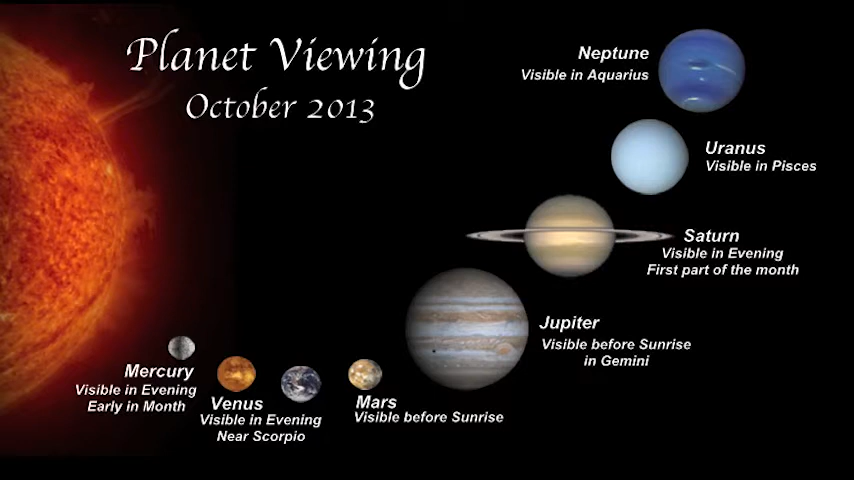 Planet Viewing
October 2013
Neptune
Visible in Aquarius
Uranus
Visible in Pisces
Saturn
Visible in Evening
First part of the month
Jupiter
Visible before Sunrise
in Gemini
Mercury
Visible in Evening
Early in Month
Venus
Visible in Evening
Near Scorpio
Mars
Visible before Sunrise